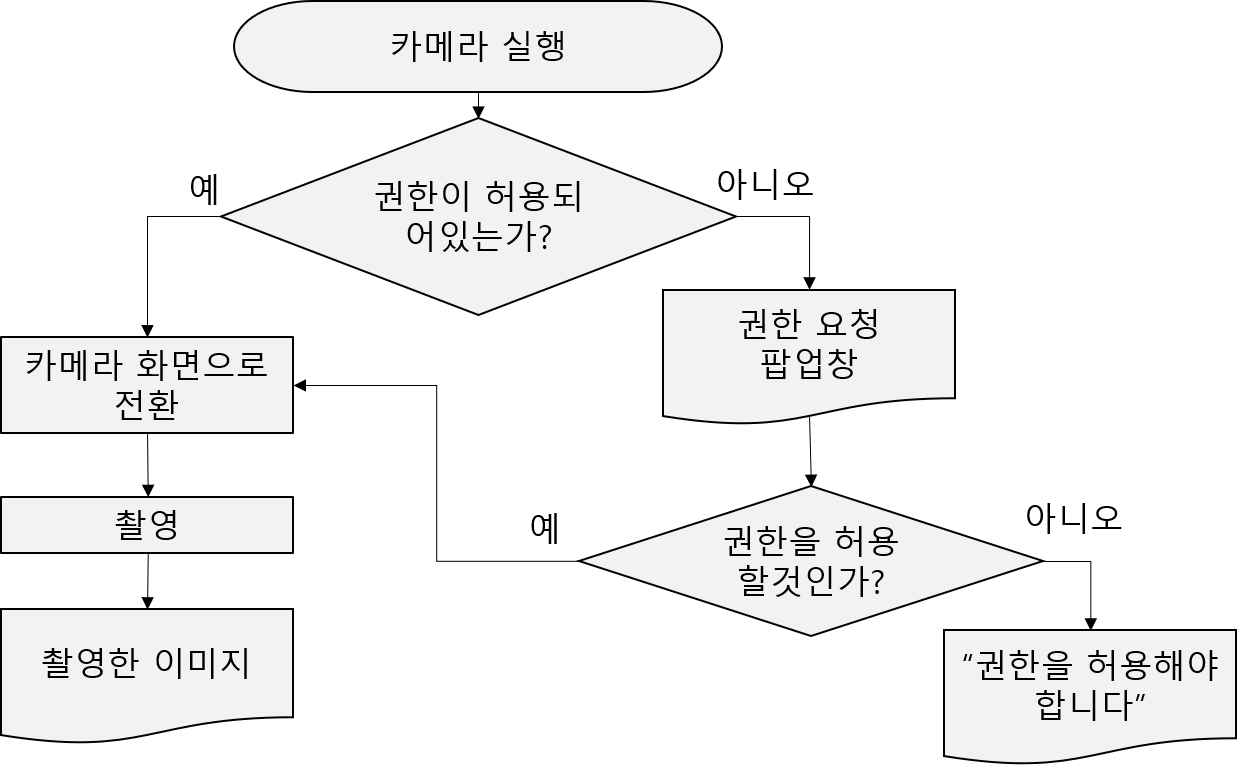 카메라 실행
예
권한이 허용되
어있는가?
아니오
권한 요청
팝업창
카메라 화면으로
전환
촬영
예
권한을 허용
할것인가?
아니오
촬영한 이미지
"권한을 허용해야
합니다"